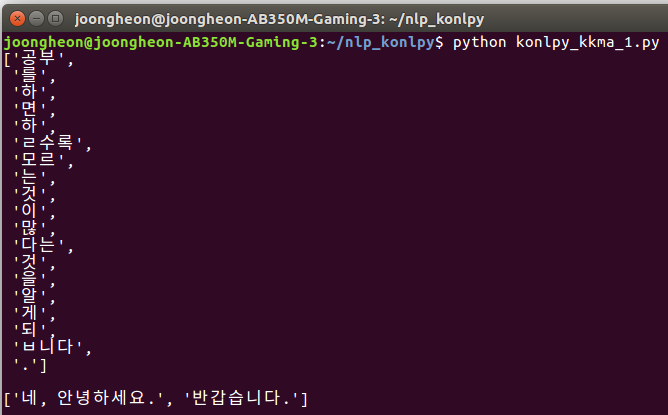 joongheon@joongheon-AB350M-Gaming-3: ~/nlp_konlpy
joongheon@joongheon-AB350M-Gaming-3:~/nlp_konlpy$ python konlpy_kkma_1.py
['공부',
'틀',
'하',
'면',
'하',
'ㄹ수록',
'모르',
'는',
'것',
'이',
'많',
'다는',
'것',
'을',
'알',
'게',
'되',
'ㅂ니다',
'.']
['네, 안녕하세요.', '반갑습니다.']